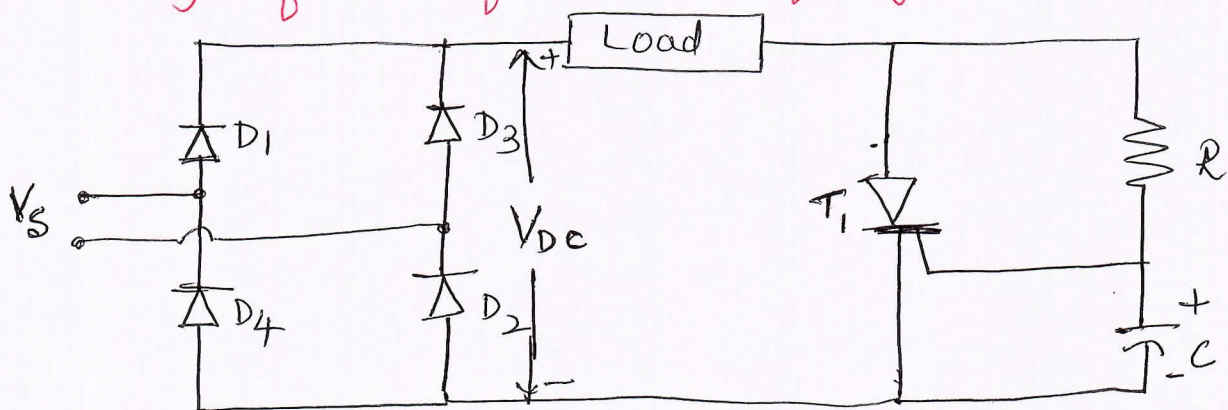 Load
+
D1
D3
Vs
VDC
T1
R
D4
D2
+
- C
-